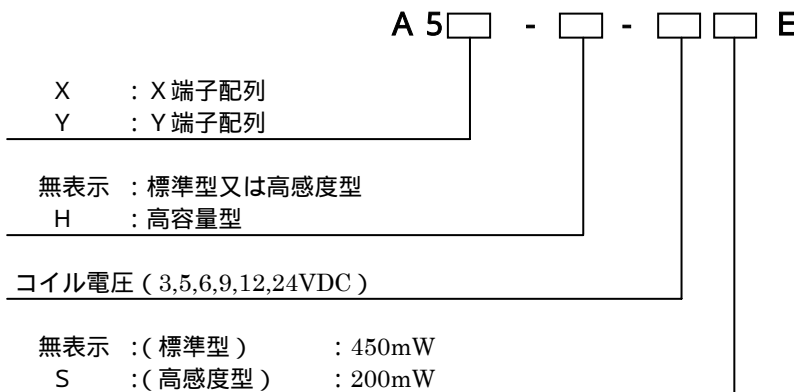 A 5□ - □ - □□ E
X : X端子配列
Y : Y端子配列
無表示 : 標準型又は高感度型
H : 高容量型
コイル電圧 ( 3,5,6,9,12,24VDC )
無表示 :( 標準型 ) : 450mW
S :( 高感度型 ) : 200mW